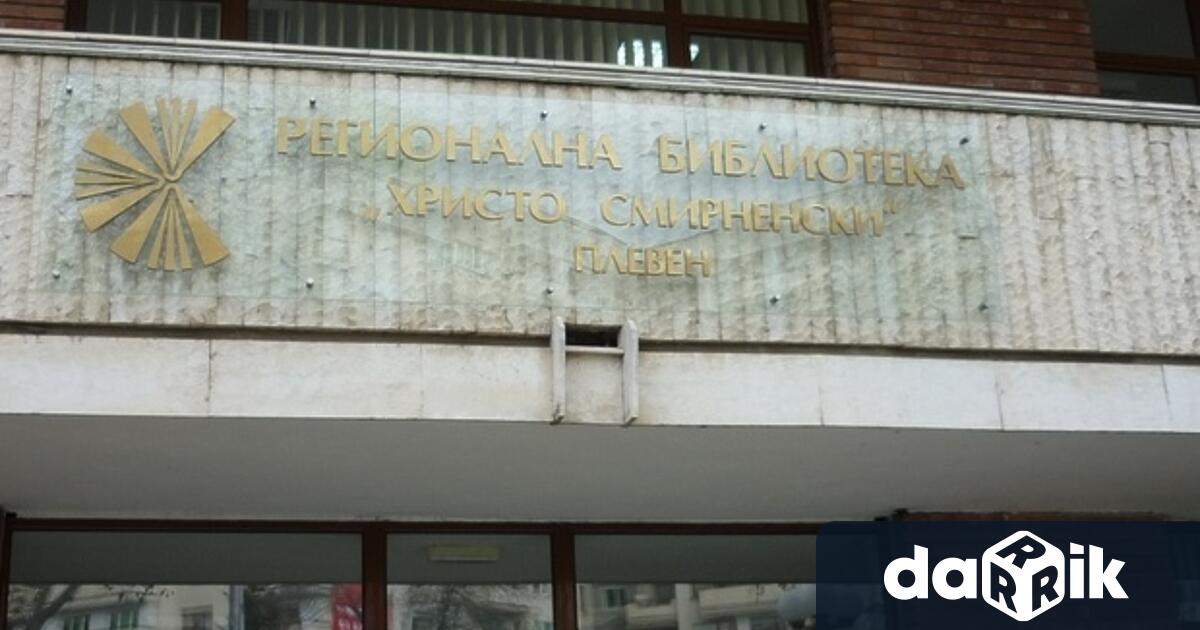 РЕГИОНАЛНА БИБЛИОТЕКА
„ХРИСТО СМИРНЕНСКИ“
ПЛЕВЕН
darik